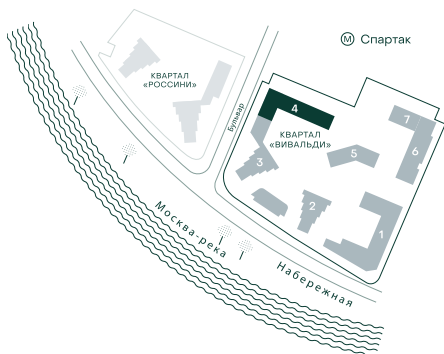 М Спартак
КВАРТАЛ
«РОССИНИ»
Бульвар
4
7
КВАРТАЛ
«ВИВАЛЬДИ»
6
5
3
2
1
Москва-река
Набережная